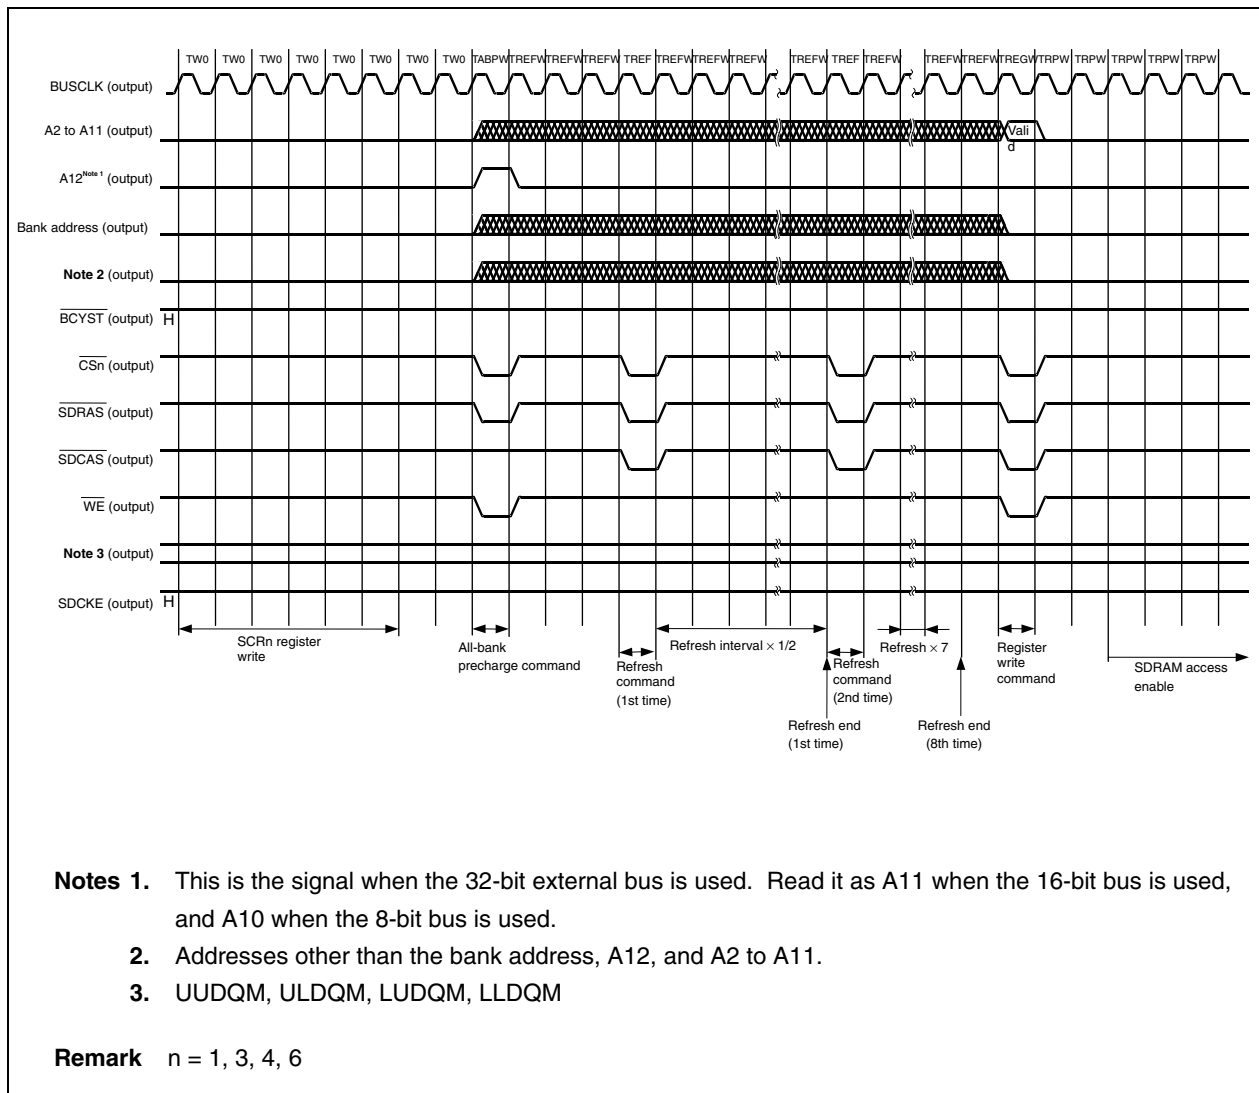 TW0 TW0 TW0 TW0 TW0 TW0 TW0 TW0 TABPW TREFW TREFW TREFW TREF TREFW TREFW TREFW TREFW TREF TREFW TREFW TREFW TREGW TRPW TRPW TRPW TRPW TRPW
BUSCLK (output)
A2 to A11 (output)
Vali
d
A12Note 1 (output)
Bank address (output)
Note 2 (output)
BCYST (output) H
CSn (output)
SDRAS (output)
SDCAS (output)
WE (output)
Note 3 (output)
SDCKE (output) H
SCRn register
write
All-bank
precharge command
Refresh
command
(1st time)
Refresh interval × 1/2
Refresh
command
(2nd time)
Refresh × 7
Register
write
command
SDRAM access
enable
Refresh end
(1st time)
Refresh end
(8th time)
Notes 1. This is the signal when the 32-bit external bus is used. Read it as A11 when the 16-bit bus is used,
and A10 when the 8-bit bus is used.
2. Addresses other than the bank address, A12, and A2 to A11.
3. UUDQM, ULDQM, LUDQM, LLDQM
Remark n = 1, 3, 4, 6